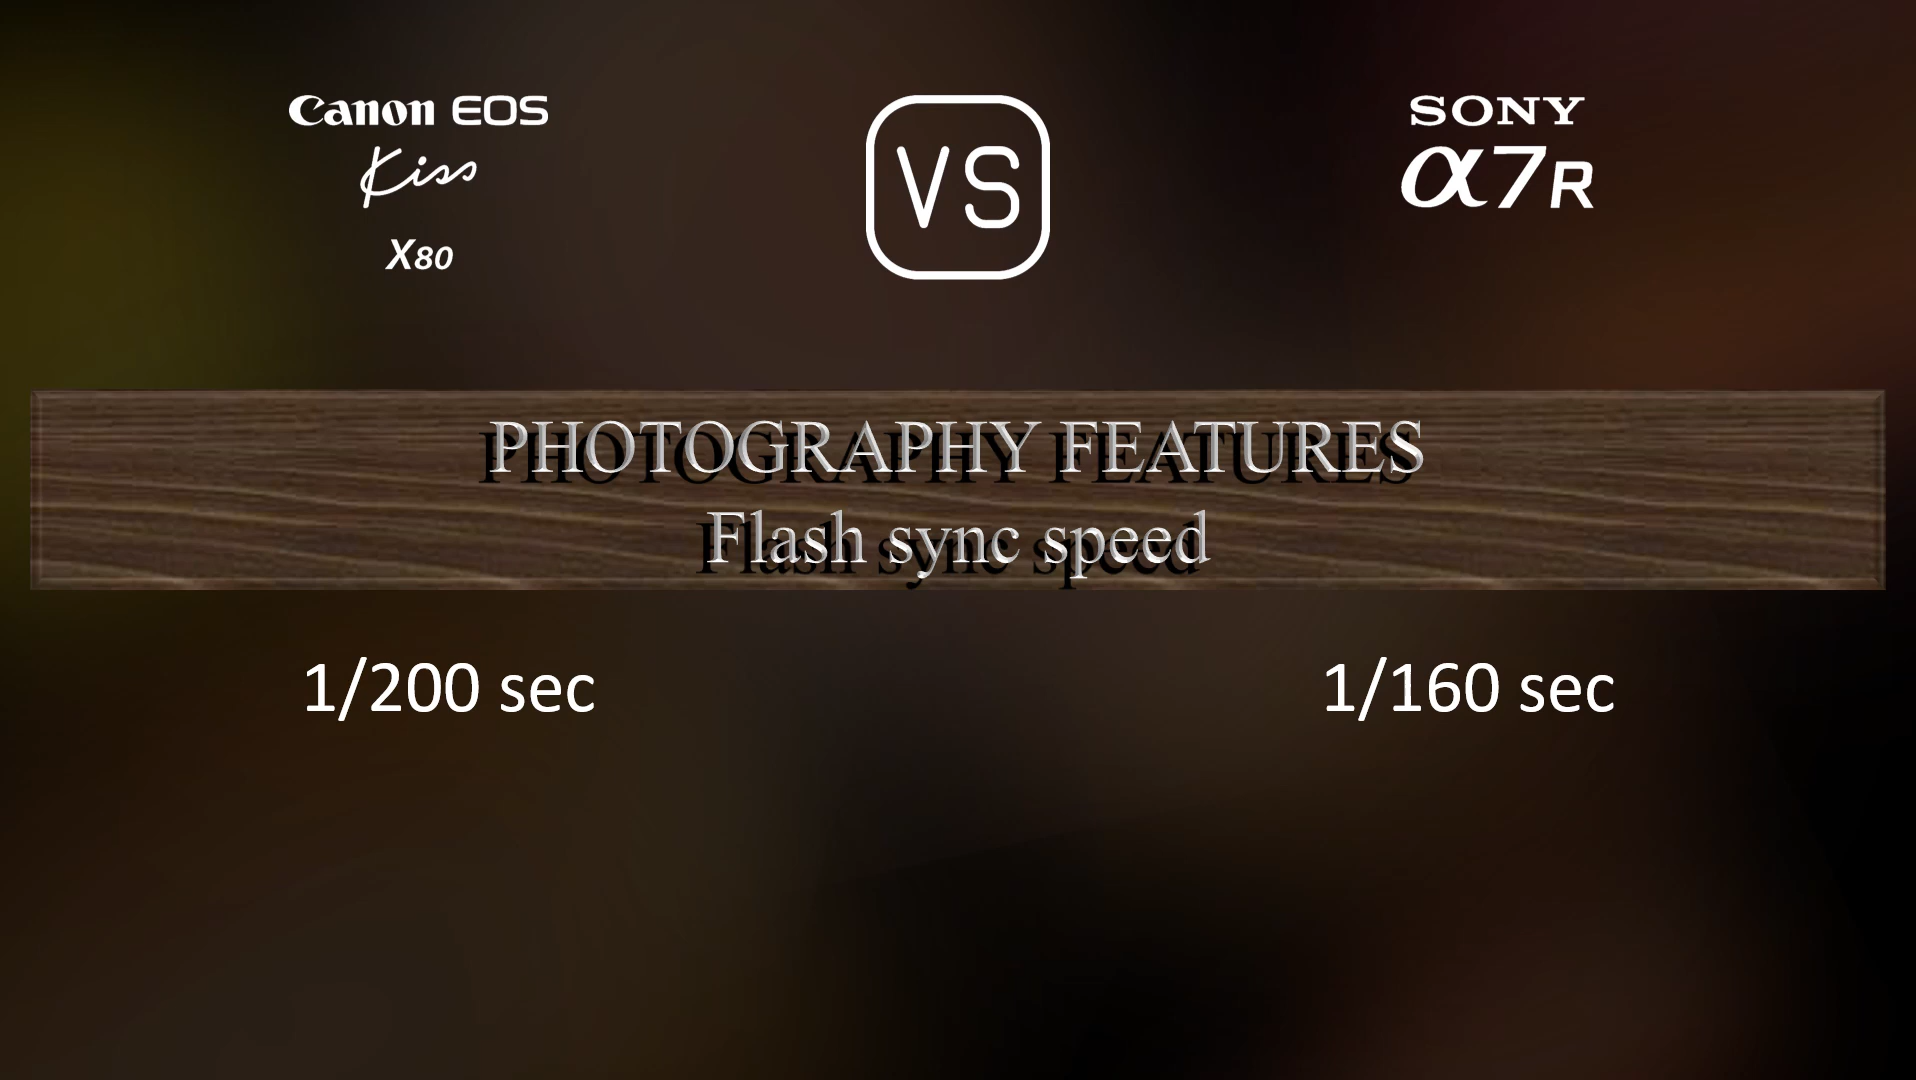 Canon EOS
Kiss
X80
VS
SONY
α7R
PHOTOGRAPHY FEATURES
Flash sync speed
1/200 sec
1/160 sec